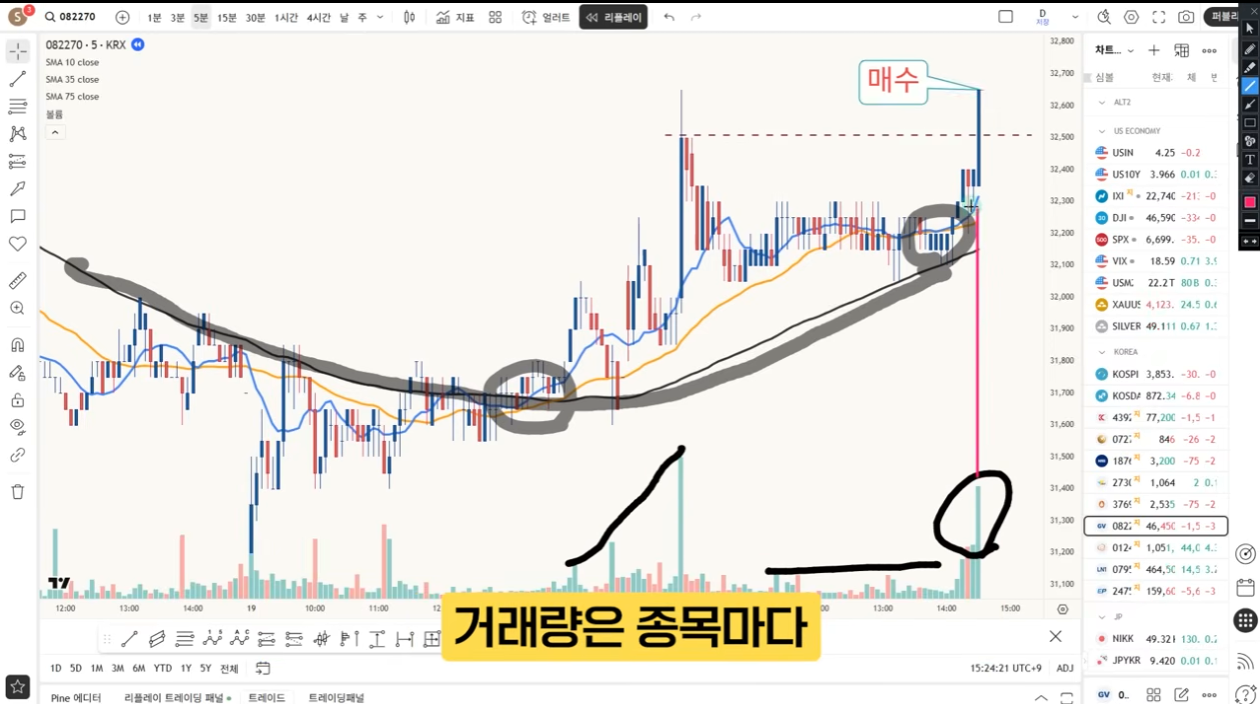 S 3 082270 1분 3분 5분 15분 30분 1시간 4시간 날 주 지표 얼러트 리플레이 D 저장 퍼블리
082270 · 5 · KRX
SMA 10 close
SMA 35 close
SMA 75 close
볼륨
매수
32,800
32,700
32,600
32,500
32,400
32,300
32,200
32,100
32,000
31,900
31,800
31,700
31,600
31,500
31,400
31,300
31,200
31,100
12:00 13:00 14:00 19 10:00 11:00 13:00 14:00 15:00
거래량은 종목마다
1D 5D 1M 3M 6M YTD 1Y 5Y 전체 15:24:21 UTC+9 ADJ
Pine 에디터 리플레이 트레이딩 패널 트레이드 트레이딩패널
차트...
심볼 현재: 체 변
ALT2
US ECONOMY
USIN 4.25 -0.2
US10Y 3.966 0.01 0.3
IXI 22,740 -213 -0
DJI 46,590 -334 -0
SPX 6,699. -35. -0
VIX 18.59 0.71 3.9
USMC 22.2T 80B 0.3
XAUUS 4,123. 24.5 0.6
SILVER 49.111 0.67 1.3
KOREA
KOSPI 3,853. -30. -0
KOSDA 872.34 -6.8 -0
4392 77,200 -1,5 -1
072 846 -26 -2
1876 3,200 -75 -2
2730 1,064 2 0.1
3769 2,535 -75 -2
GV 082 46,450 -1,5 -3
0124 1,051, 44,0 4.3
LNT 0795 464,50 14,5 3.2
2475 159,60 -5,6 -3
JP
NIKK 49.32K 130. 0.2
JPYKR 9.420 0.01 0.1
GV 0...